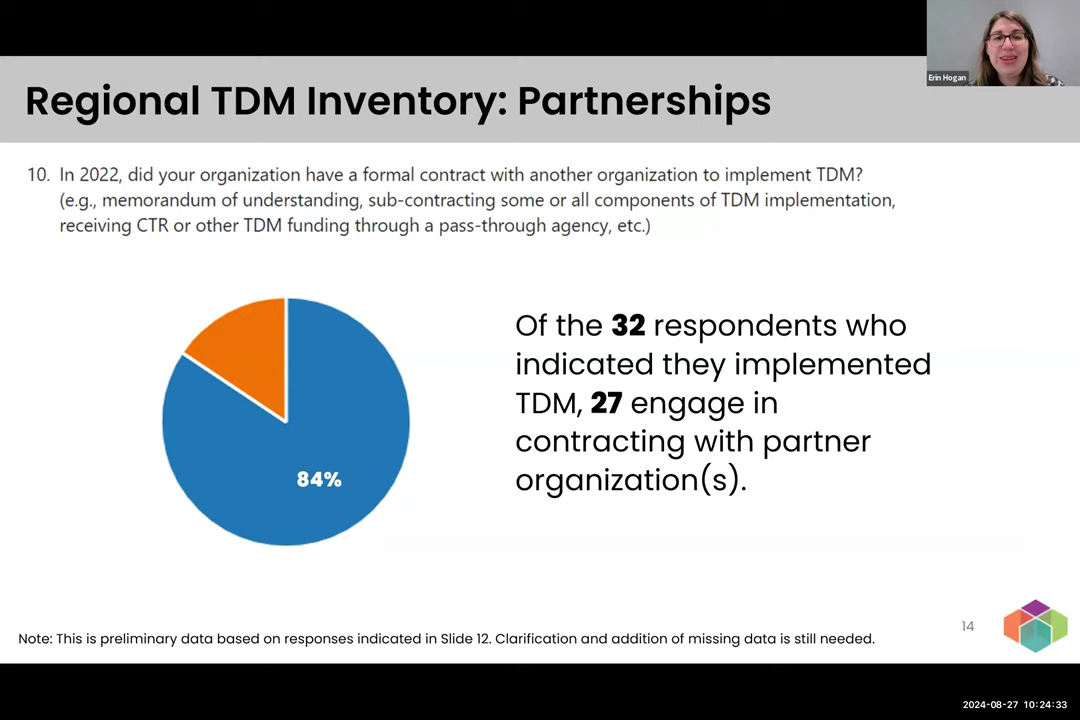 Erin Hogan
Regional TDM Inventory: Partnerships
10. In 2022, did your organization have a formal contract with another organization to implement TDM?
(e.g., memorandum of understanding, sub-contracting some or all components of TDM implementation,
receiving CTR or other TDM funding through a pass-through agency, etc.)
84%
Of the 32 respondents who
indicated they implemented
TDM, 27 engage in
contracting with partner
organization(s).
14
Note: This is preliminary data based on responses indicated in Slide 12. Clarification and addition of missing data is still needed.
2024-08-27 10:24:33